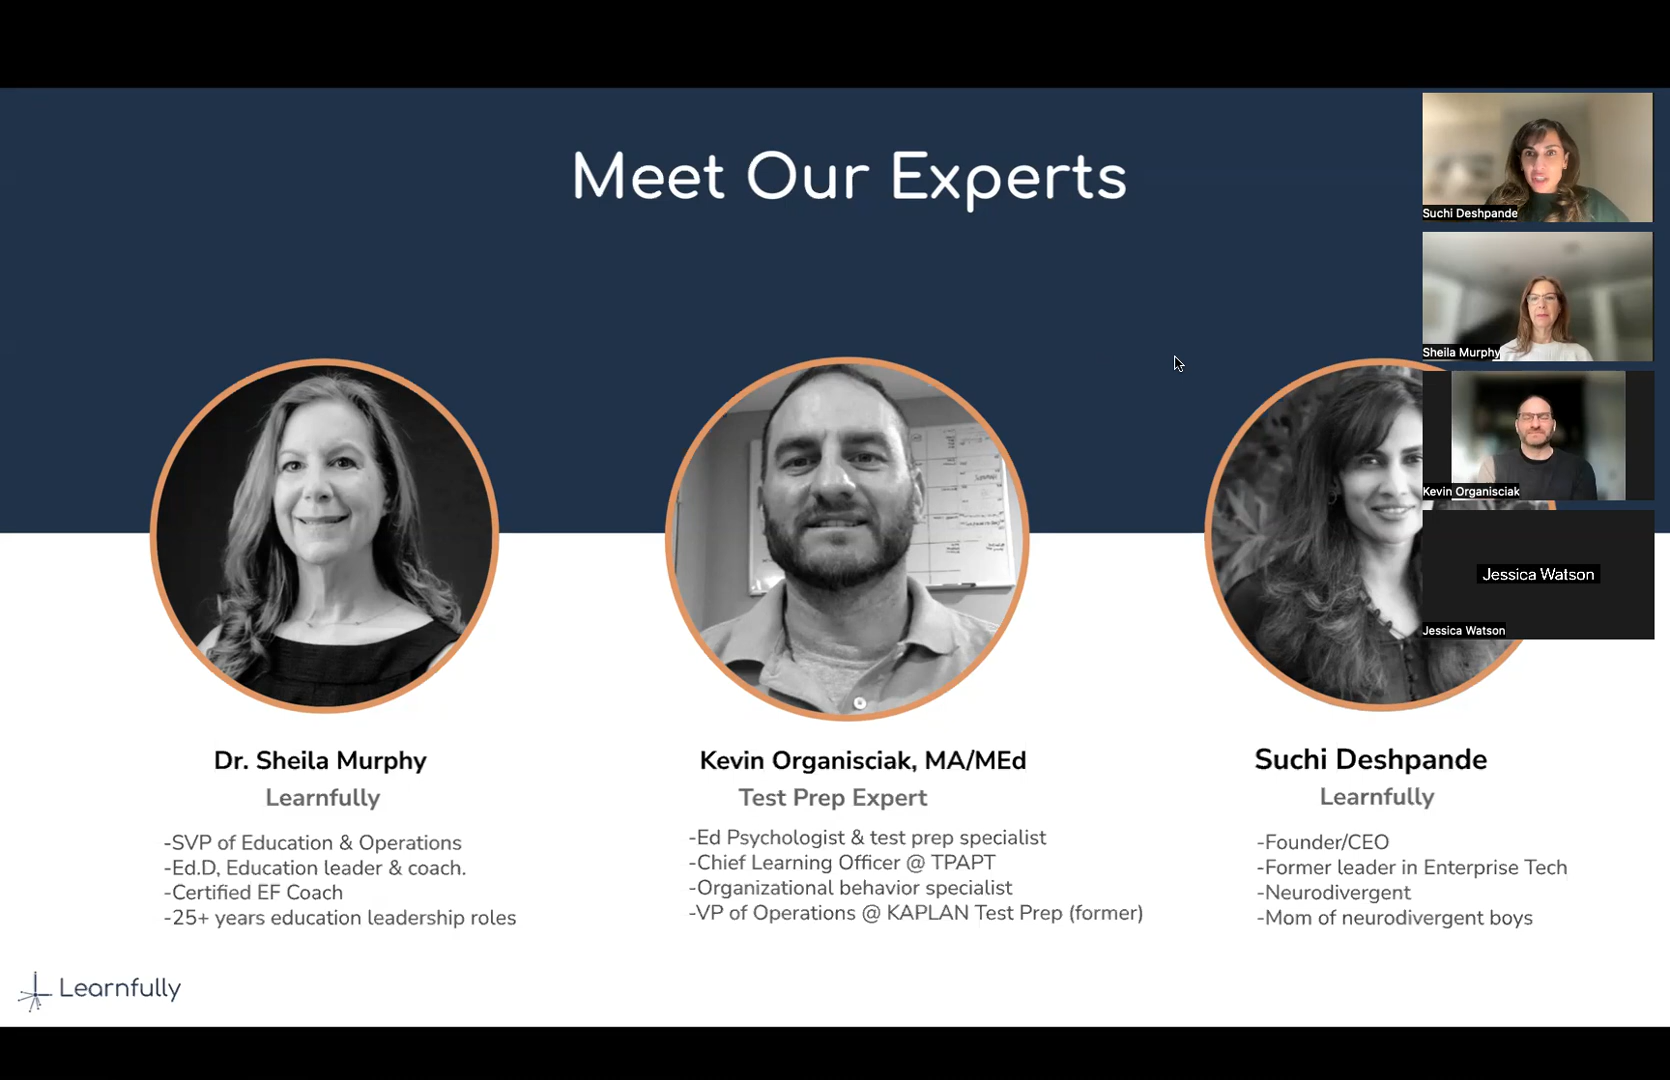 Meet Our Experts
Suchi Deshpande
Sheila Murphy
Kevin Organisciak
Jessica Watson
Jessica Watson
Dr. Sheila Murphy
Learnfully
-SVP of Education & Operations
-Ed.D, Education leader & coach.
-Certified EF Coach
-25+ years education leadership roles
Kevin Organisciak, MA/MEd
Test Prep Expert
-Ed Psychologist & test prep specialist
-Chief Learning Officer @ TPAPT
-Organizational behavior specialist
-VP of Operations @ KAPLAN Test Prep (former)
Suchi Deshpande
Learnfully
-Founder/CEO
-Former leader in Enterprise Tech
-Neurodivergent
-Mom of neurodivergent boys
Learnfully